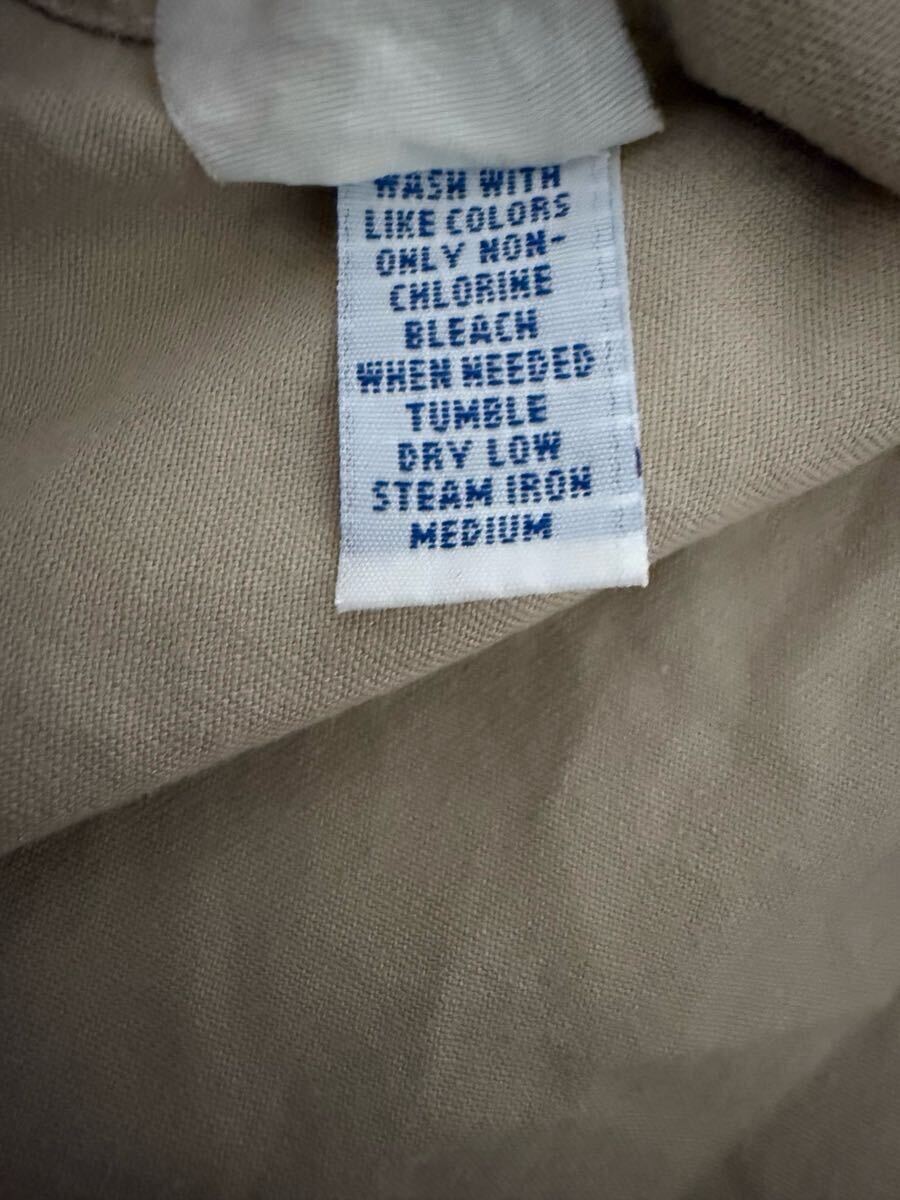 WASH WITH
LIKE COLORS
ONLY NON-
CHLORINE
BLEACH
WHEN NEEDED
TUMBLE
DRY LOW
STEAM IRON
MEDIUM